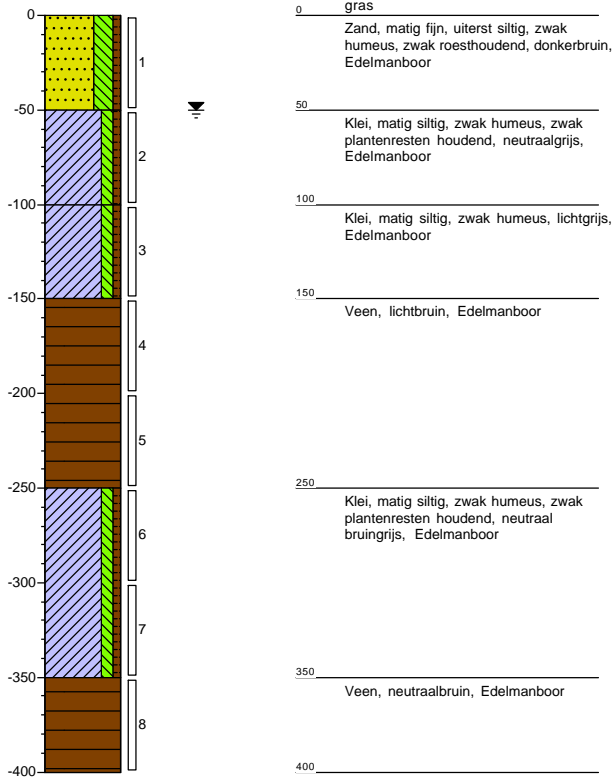 0
gras
0
Zand, matig fijn, uiterst siltig, zwak
humeus, zwak roesthoudend, donkerbruin,
Edelmanboor
1
-50
50
Klei, matig siltig, zwak humeus, zwak
plantenresten houdend, neutraalgrijs,
Edelmanboor
2
-100
100
Klei, matig siltig, zwak humeus, lichtgrijs,
Edelmanboor
3
-150
150
Veen, lichtbruin, Edelmanboor
4
-200
5
-250
250
Klei, matig siltig, zwak humeus, zwak
plantenresten houdend, neutraal
bruingrijs, Edelmanboor
6
-300
7
-350
350
Veen, neutraalbruin, Edelmanboor
8
-400
400